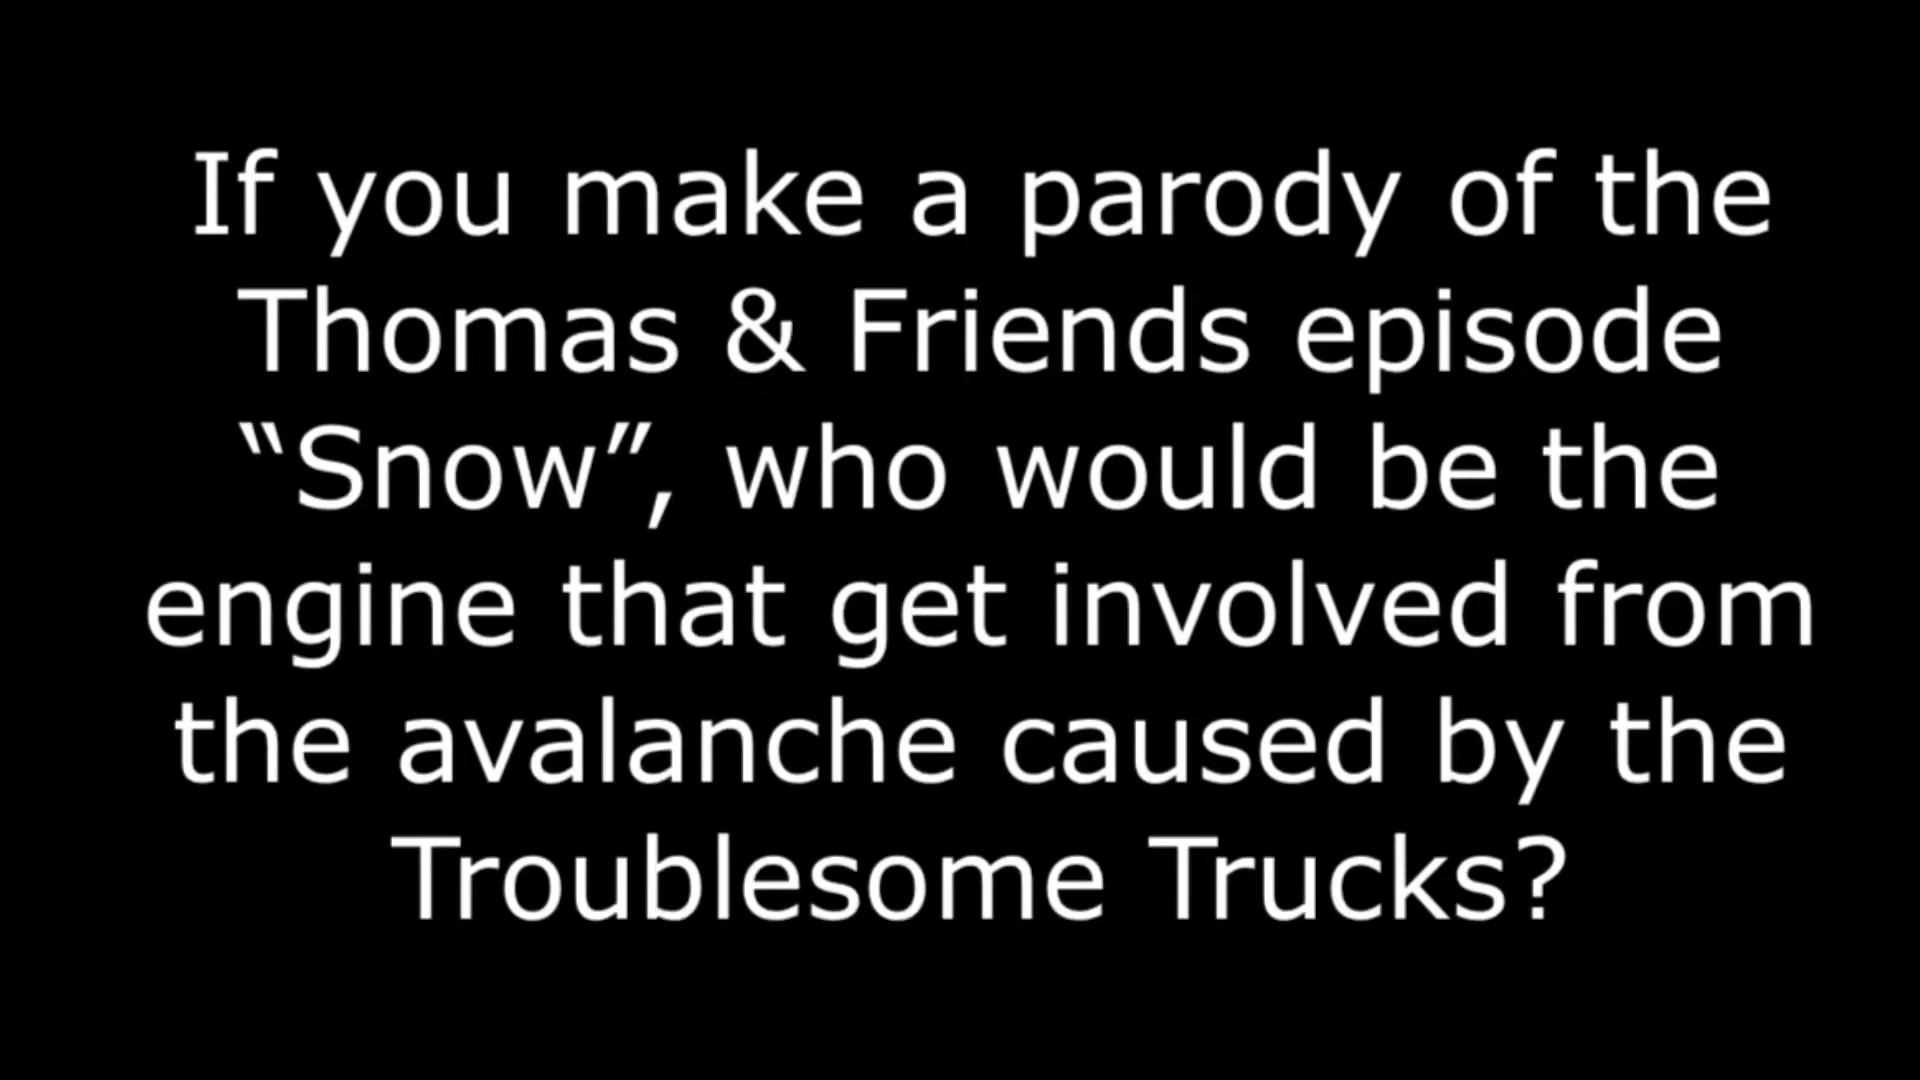 If you make a parody of the
Thomas & Friends episode
“Snow”, who would be the
engine that get involved from
the avalanche caused by the
Troublesome Trucks?